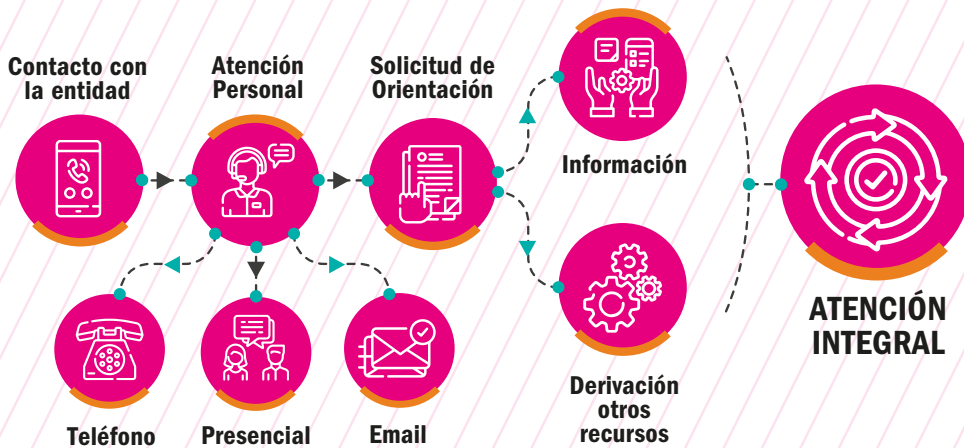 Contacto con
la entidad
Atención
Personal
Solicitud de
Orientación
Información
Teléfono
Presencial
Email
Derivación
otros
recursos
ATENCIÓN
INTEGRAL